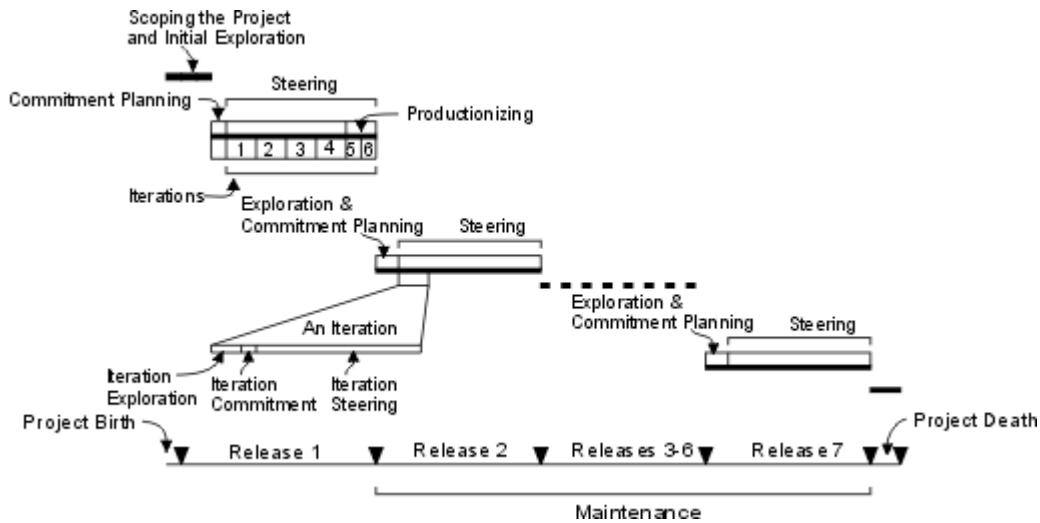 Scoping the Project
and Initial Exploration
Steering
Commitment Planning
Productionizing
1 2 3 4 5 6
Iterations
Exploration &
Commitment Planning
Steering
Exploration &
Commitment Planning
Steering
An Iteration
Iteration
Exploration
Iteration
Commitment
Iteration
Steering
Project Birth
Project Death
Release 1
Release 2
Releases 3-6
Release 7
Maintenance